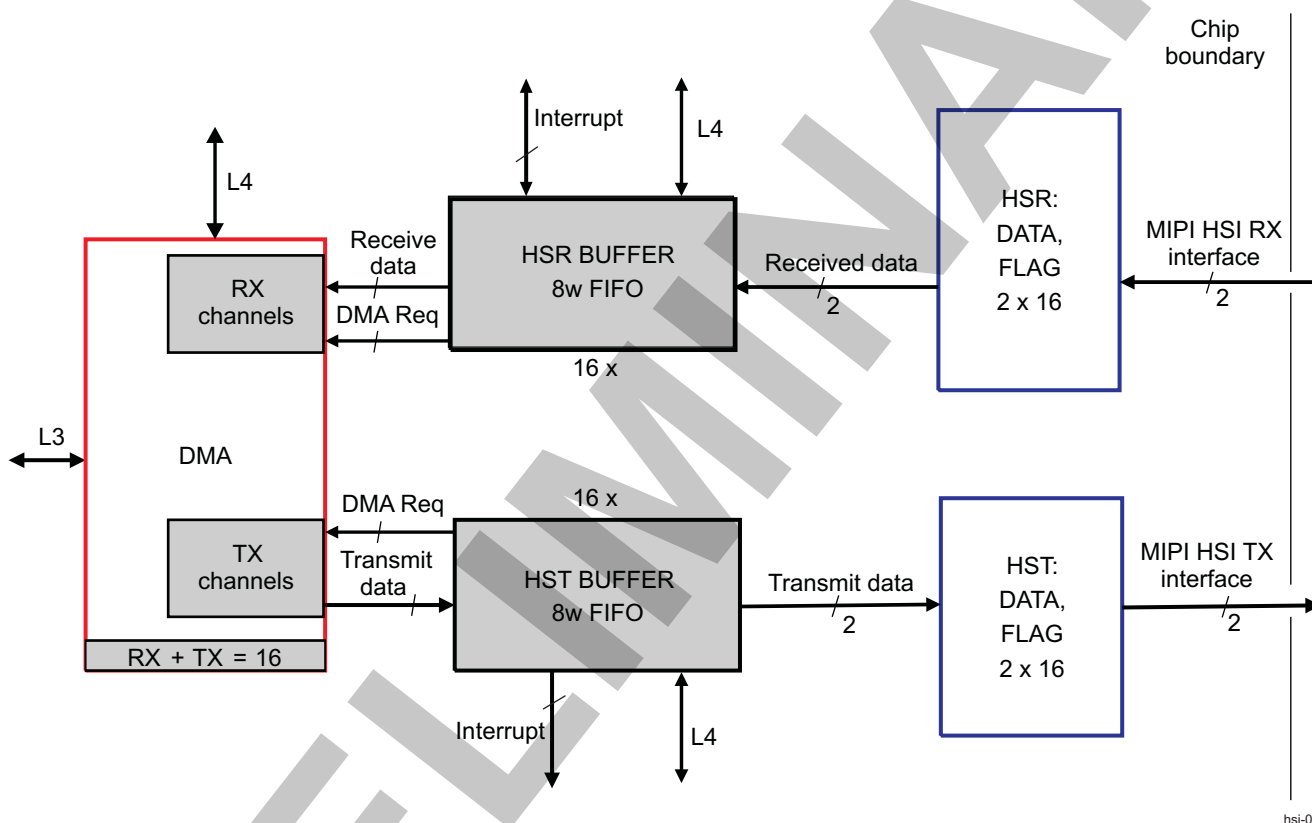 Chip
boundary
Interrupt
L4
L4
HSR:
DATA,
FLAG
2 x 16
MIPI HSI RX
interface
2
Receive
data
HSR BUFFER
8w FIFO
Received data
2
RX
channels
DMA Req
16 x
L3
DMA
16 x
DMA Req
TX
channels
Transmit
data
HST BUFFER
8w FIFO
Transmit data
2
HST:
DATA,
FLAG
2 x 16
MIPI HSI TX
interface
2
RX + TX = 16
Interrupt
L4